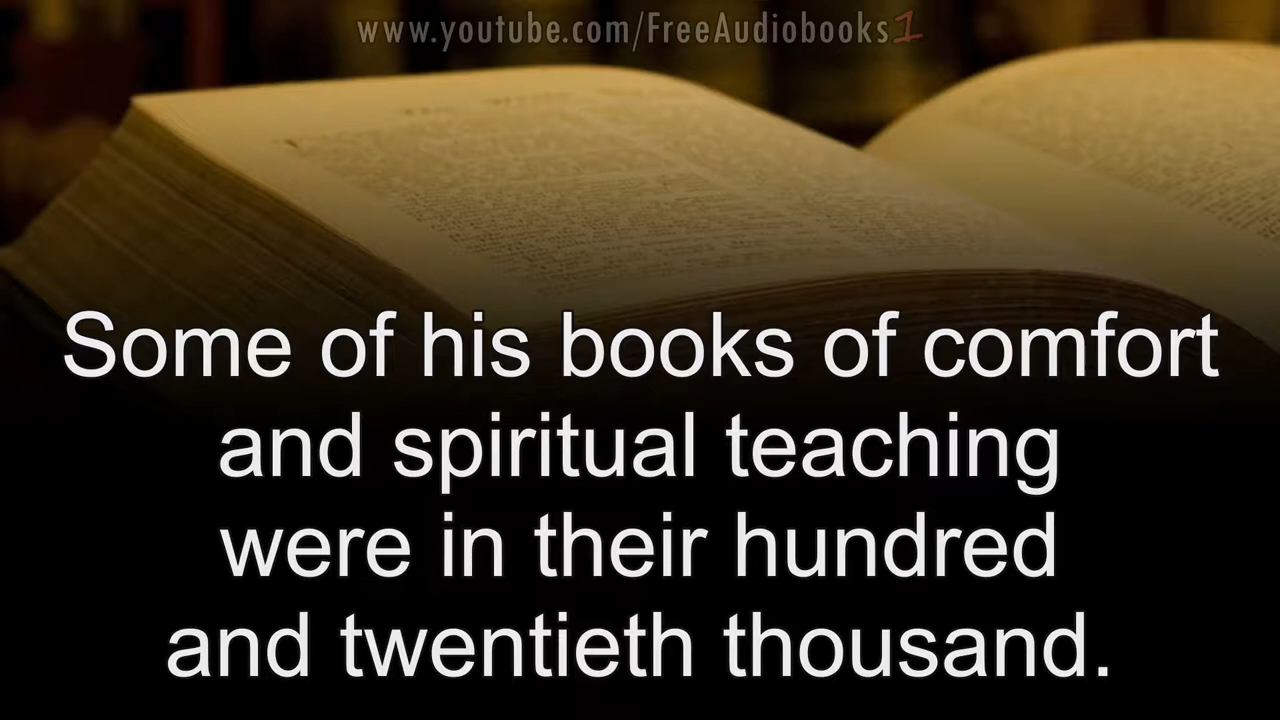 www.youtube.com/FreeAudiobooks1
Some of his books of comfort
and spiritual teaching
were in their hundred
and twentieth thousand.